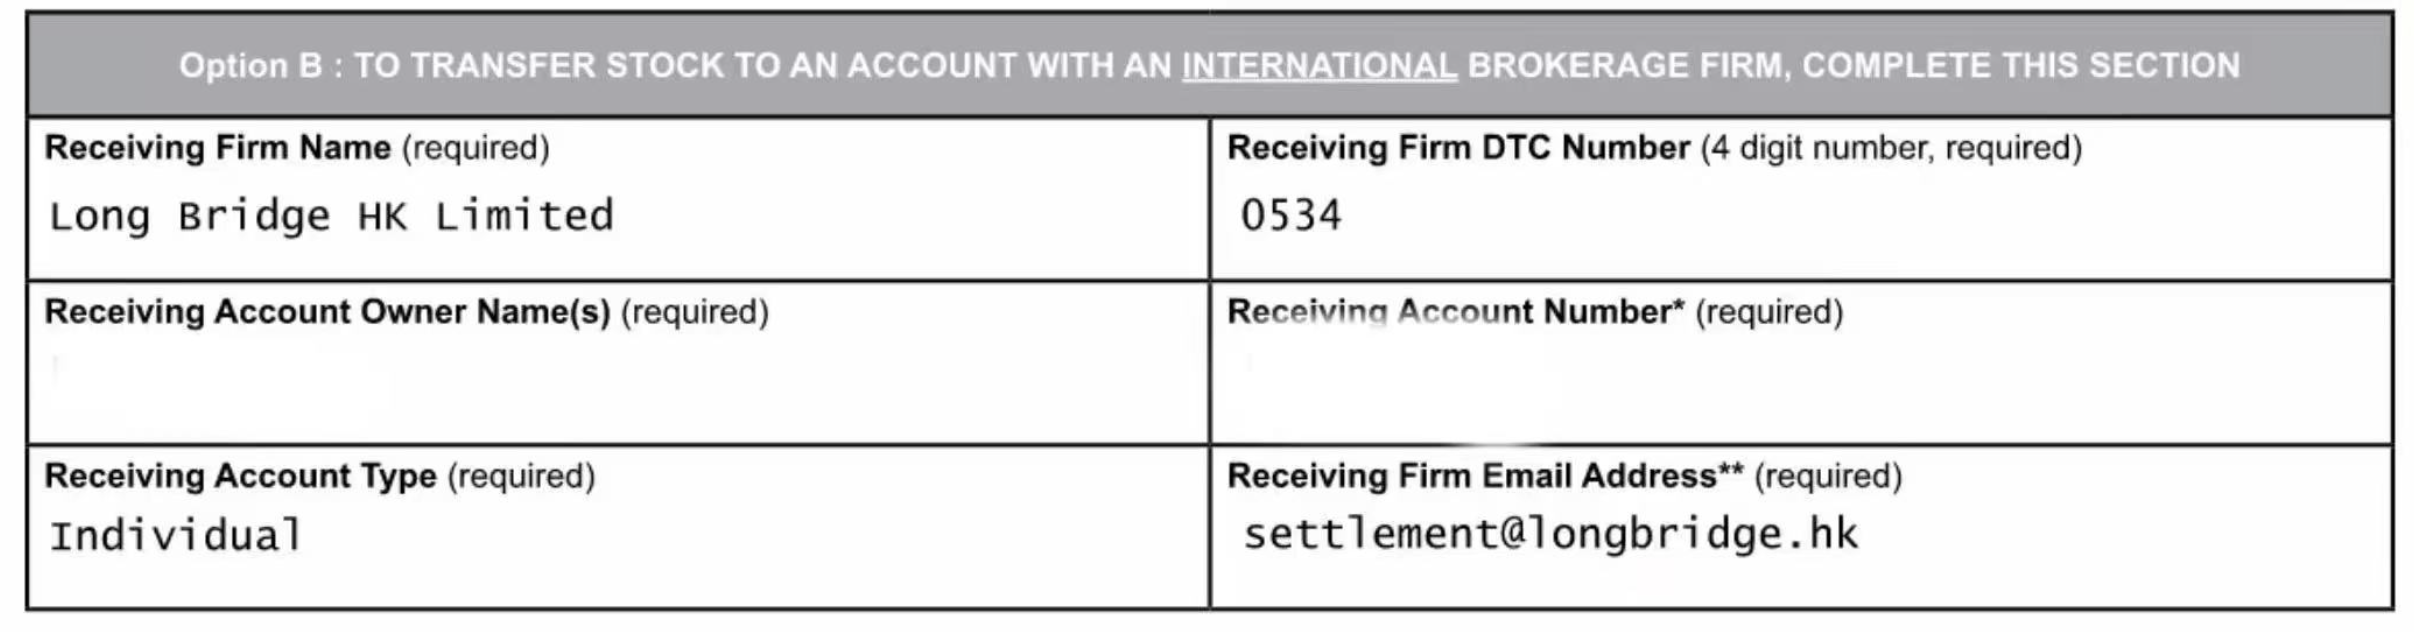 Option B : TO TRANSFER STOCK TO AN ACCOUNT WITH AN INTERNATIONAL BROKERAGE FIRM, COMPLETE THIS SECTION
Receiving Firm Name (required)
Long Bridge HK Limited
Receiving Firm DTC Number (4 digit number, required)
0534
Receiving Account Owner Name(s) (required)
Receiving Account Number* (required)
Receiving Account Type (required)
Individual
Receiving Firm Email Address** (required)
settlement@longbridge.hk